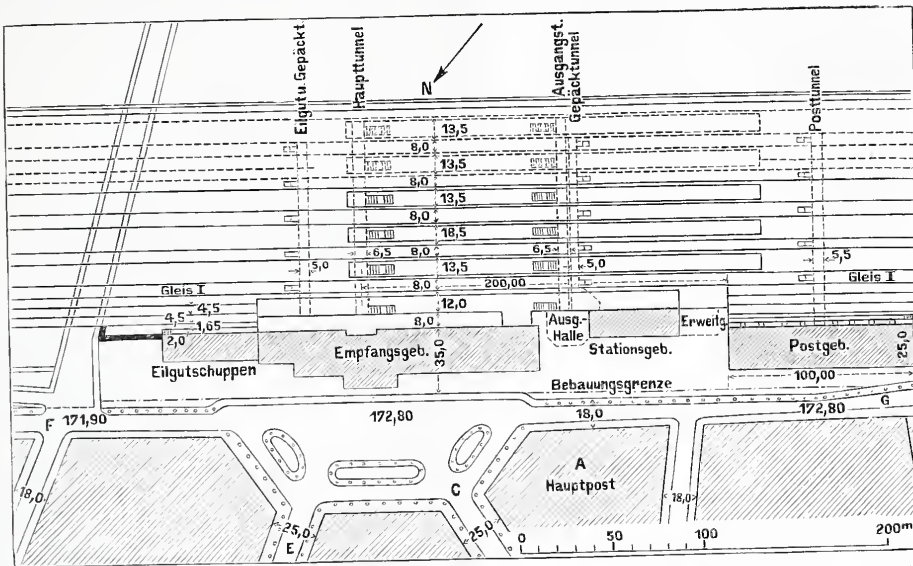 Eilgut u. Gepäckt.
Haupttunnel
N
Ausgangst.
Gepäcktunnel
Posttunnel
13,5
8,0
13,5
8,0
13,5
8,0
18,5
6,5
8,0
6,5
5,0
13,5
5,0
5,5
Gleis I
8,0
200,00
Gleis I
4,5
12,0
4,5
1,65
8,0
2,0
Ausg.-
Halle
Erweitg.
Empfangsgeb.
35,0
Stationsgeb.
Postgeb.
25,0
Eilgutschuppen
Bebauungsgrenze
100,00
F
171,90
172,80
18,0
172,80
G
A
Hauptpost
C
18,0
25,0
E
25,0
18,0
0
50
100
200m